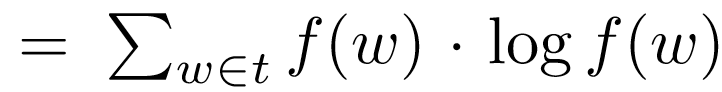 = ∑w∈t f(w) · log f(w)